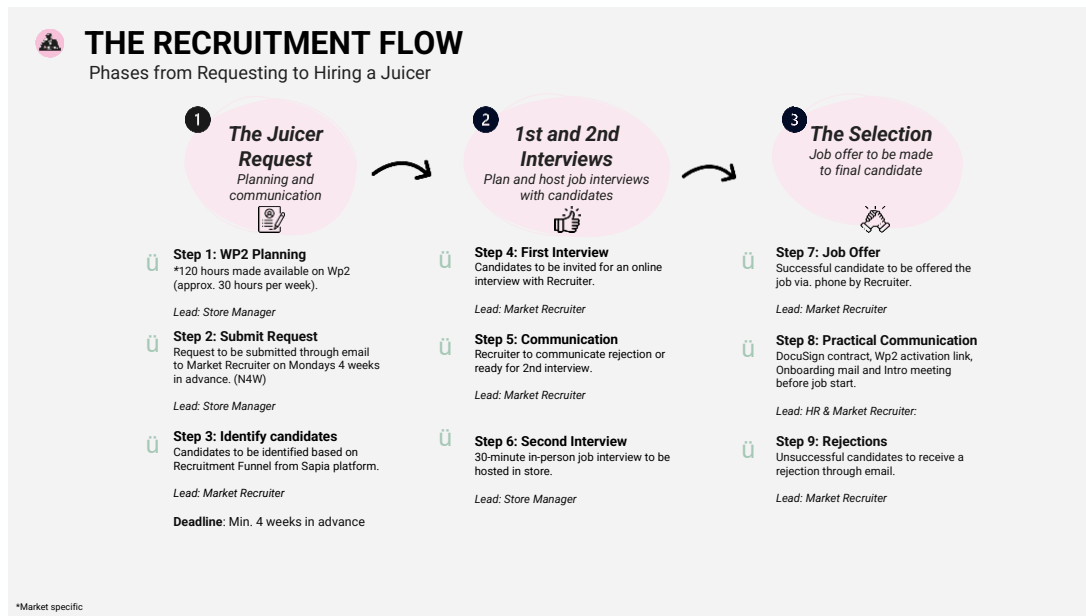 THE RECRUITMENT FLOW
Phases from Requesting to Hiring a Juicer
1
The Juicer
Request
Planning and
communication
ü
Step 1: WP2 Planning
*120 hours made available on Wp2
(approx. 30 hours per week).
Lead: Store Manager
ü
Step 2: Submit Request
Request to be submitted through email
to Market Recruiter on Mondays 4 weeks
in advance. (N4W)
Lead: Store Manager
ü
Step 3: Identify candidates
Candidates to be identified based on
Recruitment Funnel from Sapia platform.
Lead: Market Recruiter
Deadline: Min. 4 weeks in advance
2
1st and 2nd
Interviews
Plan and host job interviews
with candidates
ü
Step 4: First Interview
Candidates to be invited for an online
interview with Recruiter.
Lead: Market Recruiter
ü
Step 5: Communication
Recruiter to communicate rejection or
ready for 2nd interview.
Lead: Market Recruiter
ü
Step 6: Second Interview
30-minute in-person job interview to be
hosted in store.
Lead: Store Manager
3
The Selection
Job offer to be made
to final candidate
ü
Step 7: Job Offer
Successful candidate to be offered the
job via. phone by Recruiter.
Lead: Market Recruiter
ü
Step 8: Practical Communication
DocuSign contract, Wp2 activation link,
Onboarding mail and Intro meeting
before job start.
Lead: HR & Market Recruiter:
ü
Step 9: Rejections
Unsuccessful candidates to receive a
rejection through email.
Lead: Market Recruiter
*Market specific